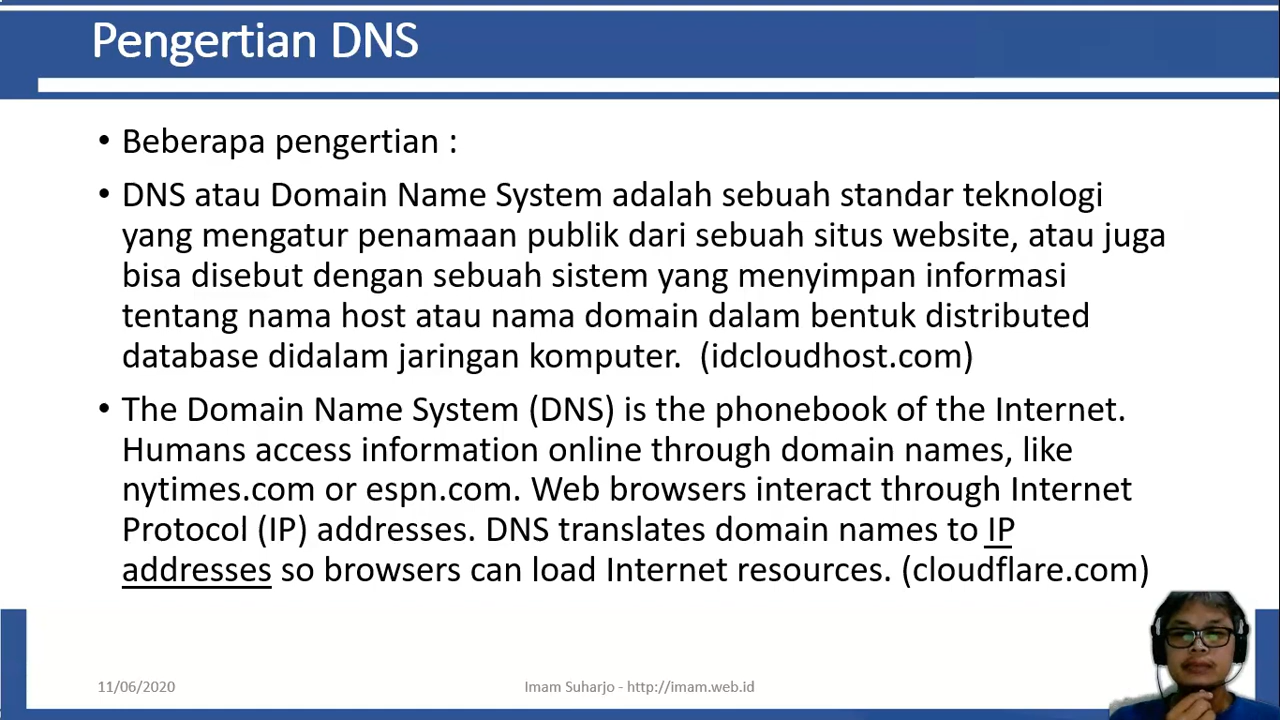 Pengertian DNS
• Beberapa pengertian :
• DNS atau Domain Name System adalah sebuah standar teknologi
yang mengatur penamaan publik dari sebuah situs website, atau juga
bisa disebut dengan sebuah sistem yang menyimpan informasi
tentang nama host atau nama domain dalam bentuk distributed
database didalam jaringan komputer.  (idcloudhost.com)
• The Domain Name System (DNS) is the phonebook of the Internet.
Humans access information online through domain names, like
nytimes.com or espn.com. Web browsers interact through Internet
Protocol (IP) addresses. DNS translates domain names to IP
addresses so browsers can load Internet resources. (cloudflare.com)
11/06/2020
Imam Suharjo - http://imam.web.id